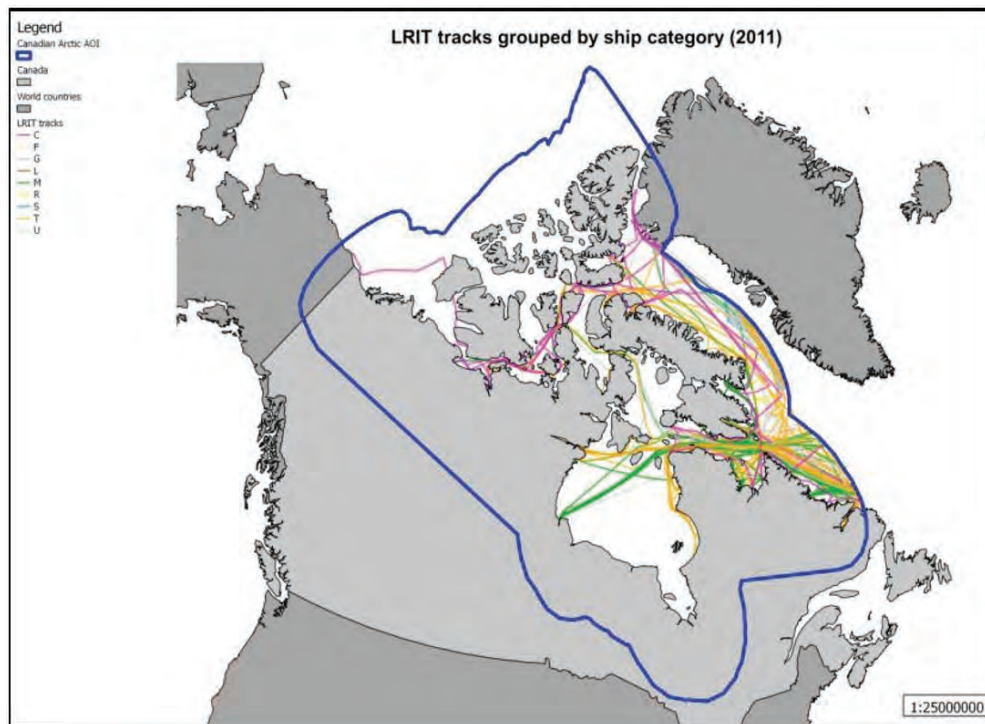 Legend
Canadian Arctic AOI
Canada
World countries
LRIT tracks
C
F
G
L
M
R
S
T
U
LRIT tracks grouped by ship category (2011)
1:25000000